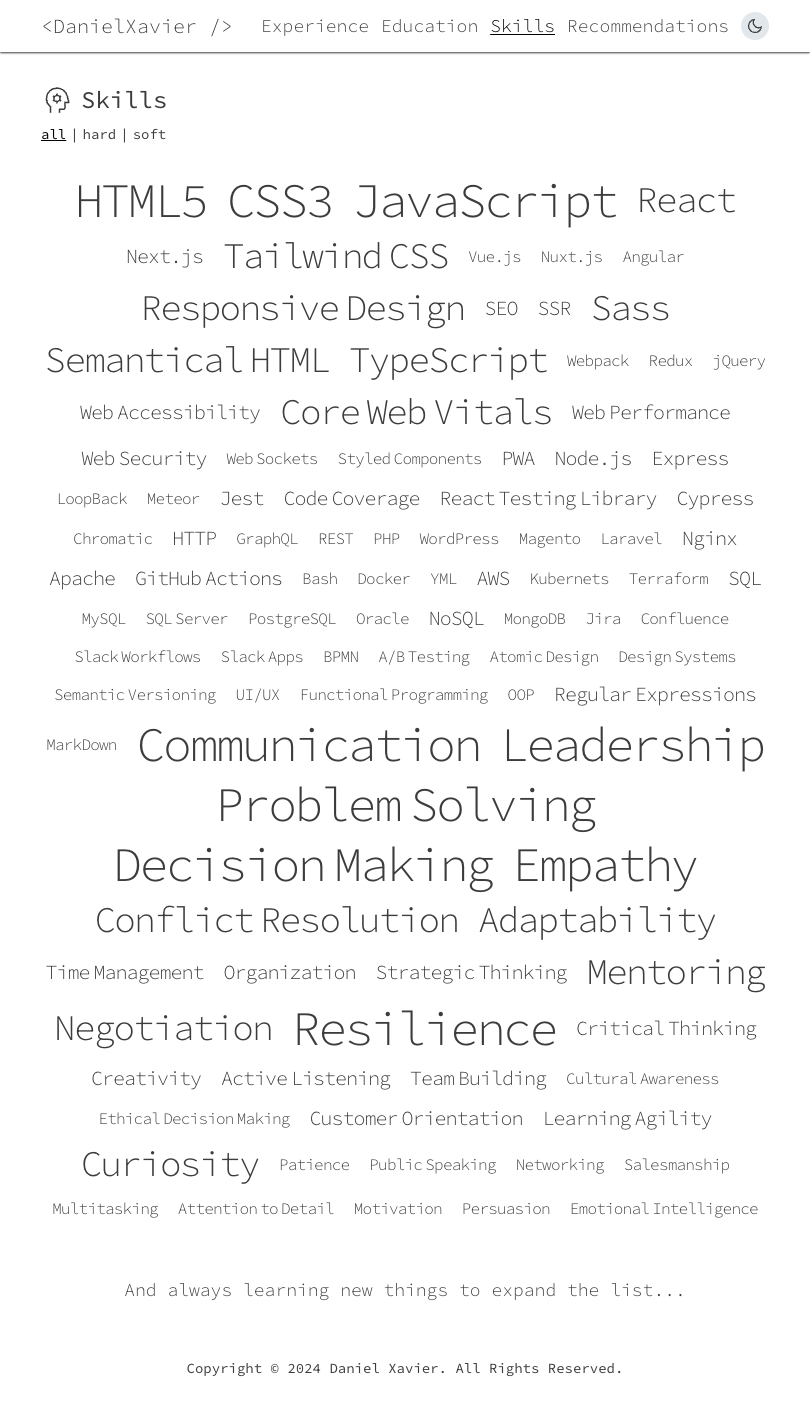 <DanielXavier /> Experience Education Skills Recommendations
Skills
all | hard | soft
HTML5 CSS3 JavaScript React
Next.js Tailwind CSS Vue.js Nuxt.js Angular
Responsive Design SEO SSR Sass
Semantical HTML TypeScript Webpack Redux jQuery
Web Accessibility Core Web Vitals Web Performance
Web Security Web Sockets Styled Components PWA Node.js Express
LoopBack Meteor Jest Code Coverage React Testing Library Cypress
Chromatic HTTP GraphQL REST PHP WordPress Magento Laravel Nginx
Apache GitHub Actions Bash Docker YML AWS Kubernets Terraform SQL
MySQL SQL Server PostgreSQL Oracle NoSQL MongoDB Jira Confluence
Slack Workflows Slack Apps BPMN A/B Testing Atomic Design Design Systems
Semantic Versioning UI/UX Functional Programming OOP Regular Expressions
MarkDown Communication Leadership
Problem Solving
Decision Making Empathy
Conflict Resolution Adaptability
Time Management Organization Strategic Thinking Mentoring
Negotiation Resilience Critical Thinking
Creativity Active Listening Team Building Cultural Awareness
Ethical Decision Making Customer Orientation Learning Agility
Curiosity Patience Public Speaking Networking Salesmanship
Multitasking Attention to Detail Motivation Persuasion Emotional Intelligence
And always learning new things to expand the list...
Copyright © 2024 Daniel Xavier. All Rights Reserved.